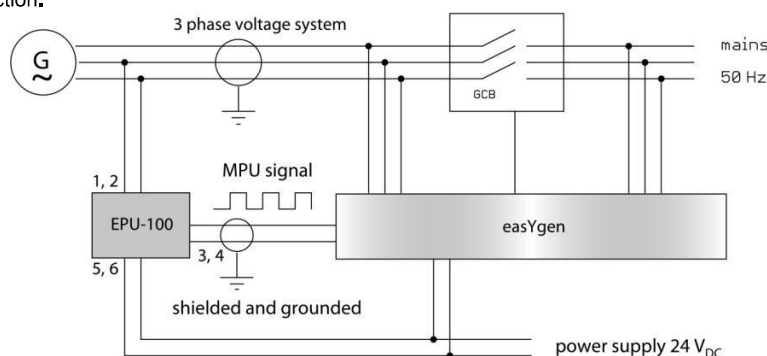 ction.
3 phase voltage system
mains
G
~
50 Hz
GCB
MPU signal
1, 2
EPU-100
easYgen
3, 4
5, 6
shielded and grounded
power supply 24 V_DC